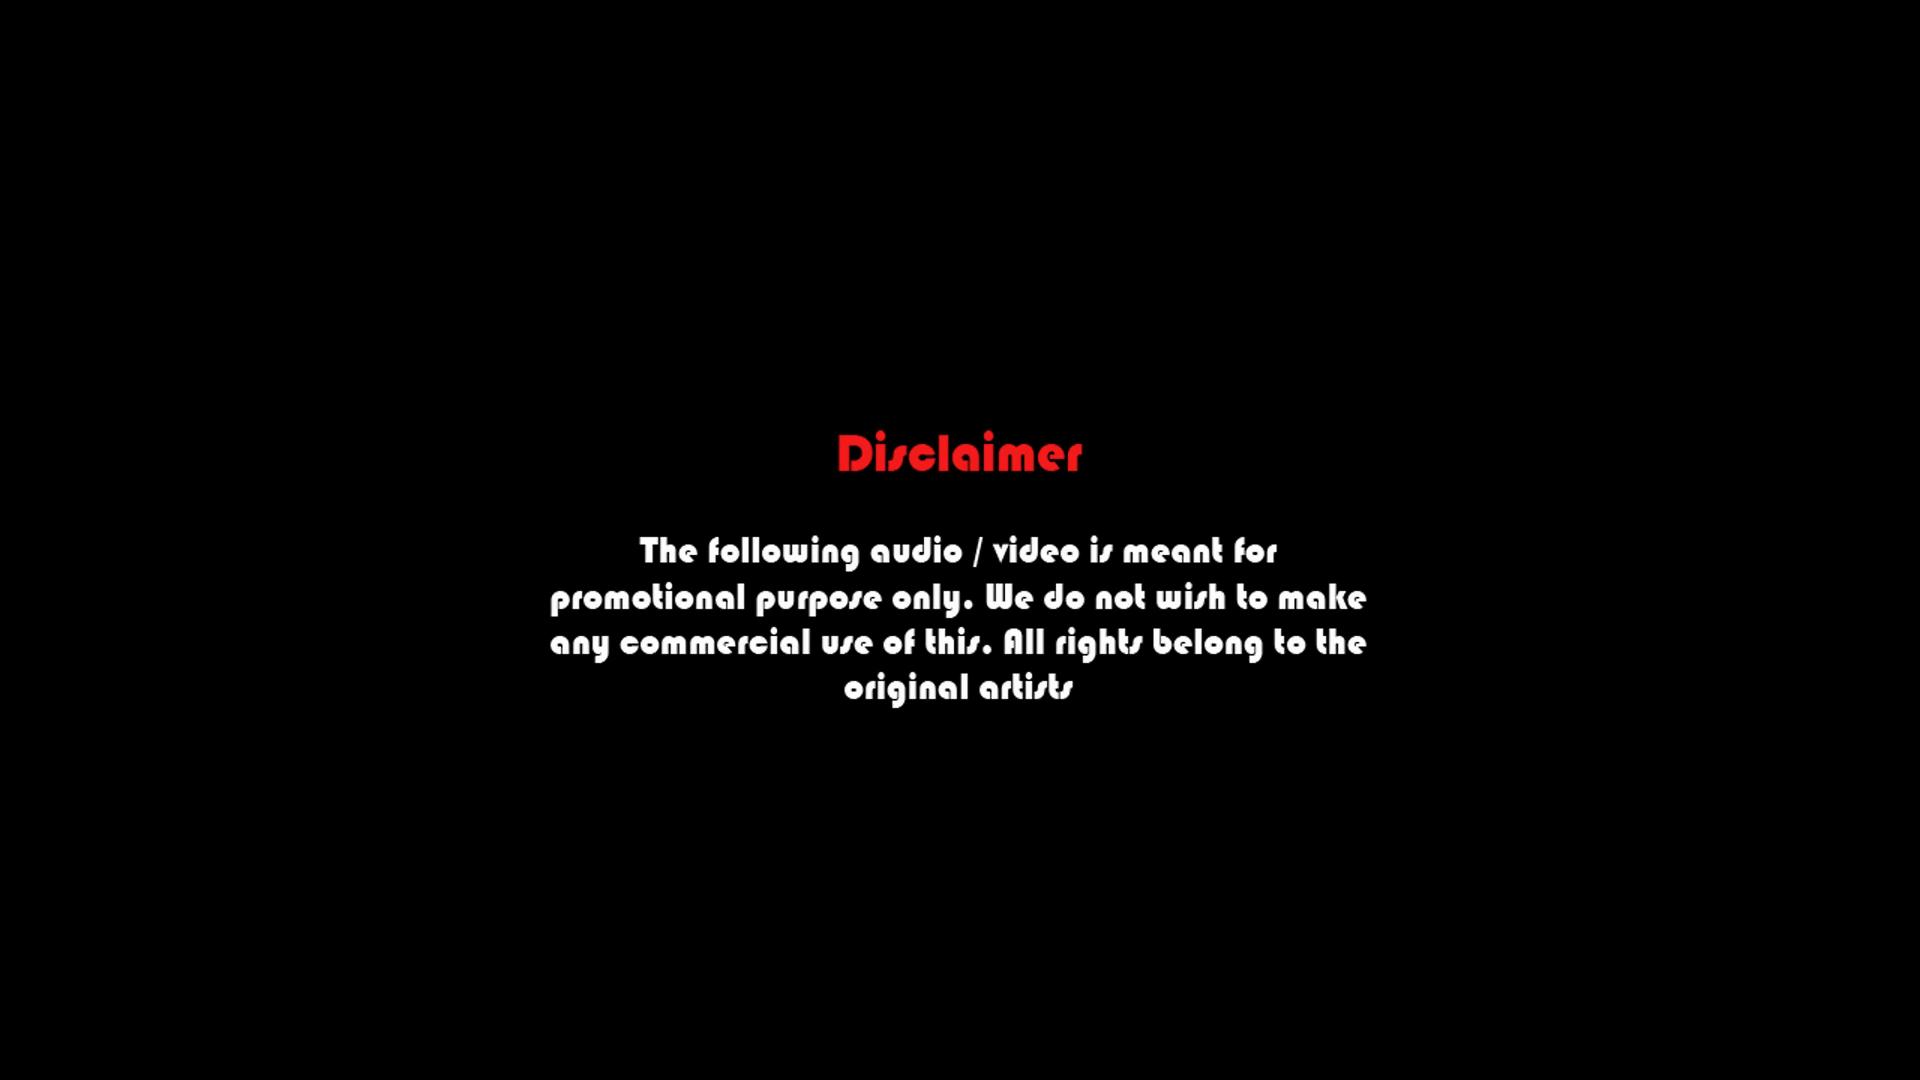 Disclaimer
The following audio / video is meant for
promotional purpose only. We do not wish to make
any commercial use of this. All rights belong to the
original artists